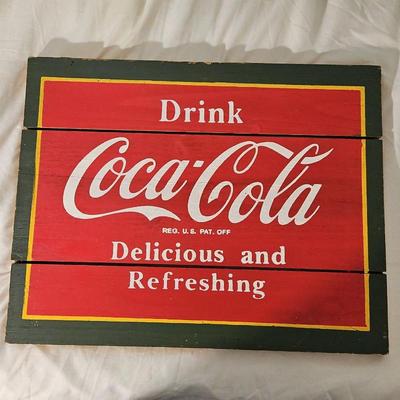 Drink
Coca-Cola
REG. U.S. PAT. OFF
Delicious and
Refreshing